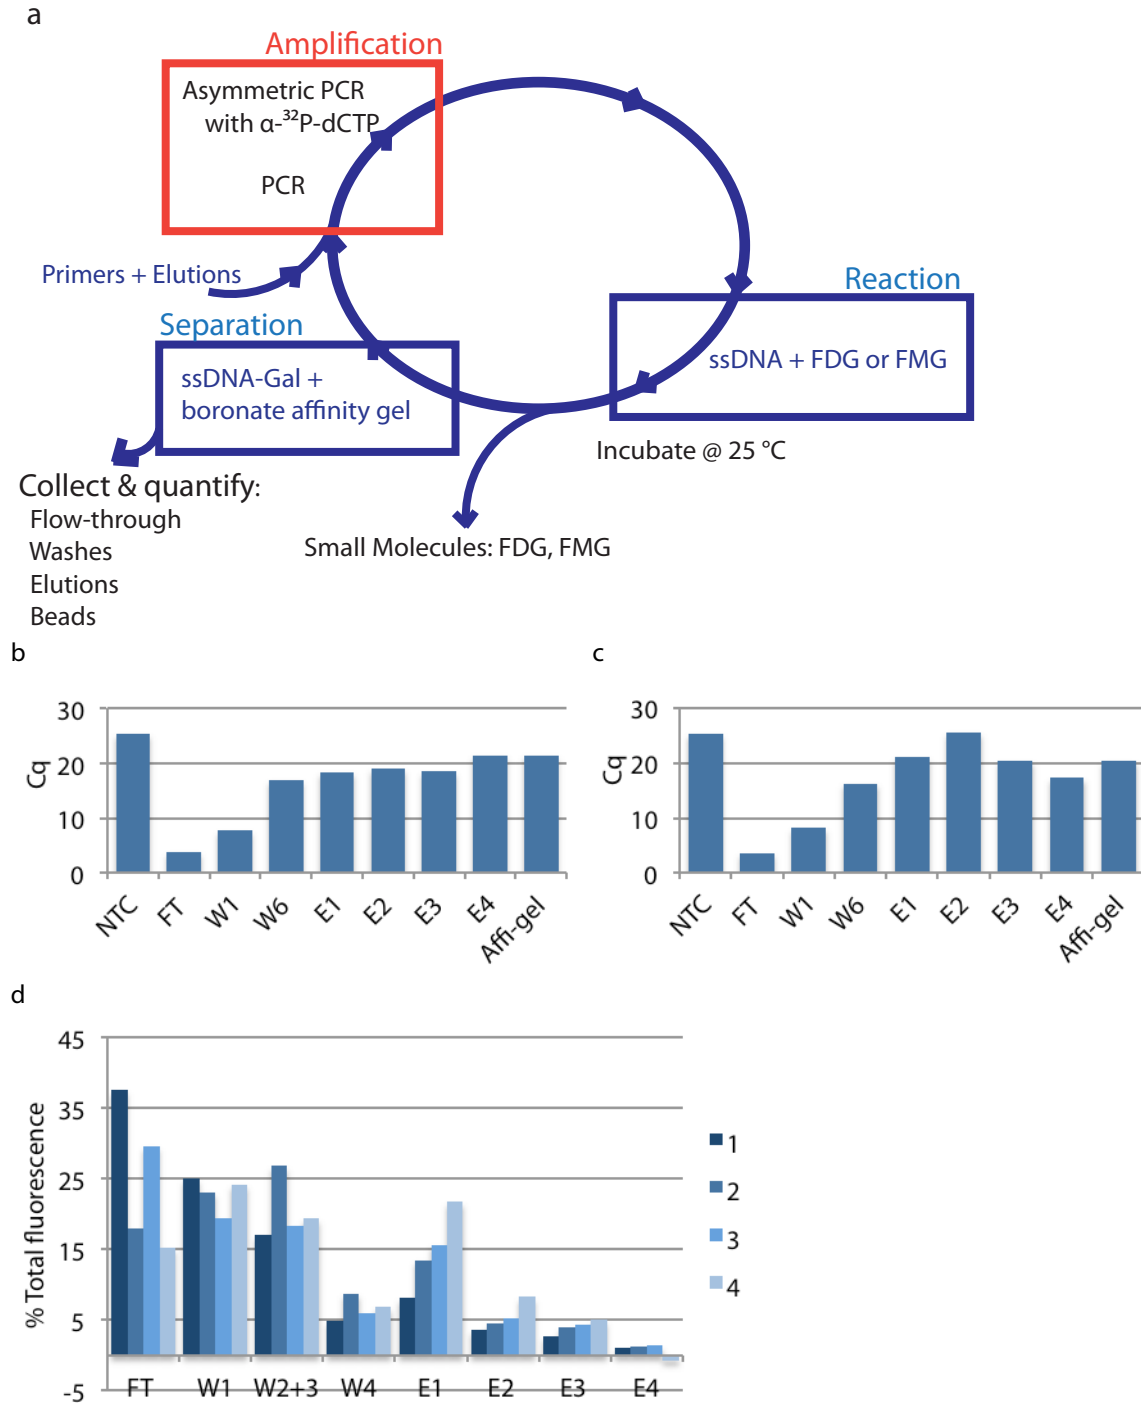 a
Amplification
Asymmetric PCR
with α-³²P-dCTP
PCR
Primers + Elutions
Reaction
ssDNA + FDG or FMG
Separation
ssDNA-Gal +
boronate affinity gel
Incubate @ 25 °C
Collect & quantify:
Flow-through
Washes
Elutions
Beads
Small Molecules: FDG, FMG
b
30
20
10
0
Cq
NTC
FT
W1
W6
E1
E2
E3
E4
Affi-gel
c
30
20
10
0
Cq
NTC
FT
W1
W6
E1
E2
E3
E4
Affi-gel
d
45
35
25
15
5
-5
% Total fluorescence
FT
W1
W2+3
W4
E1
E2
E3
E4
1
2
3
4